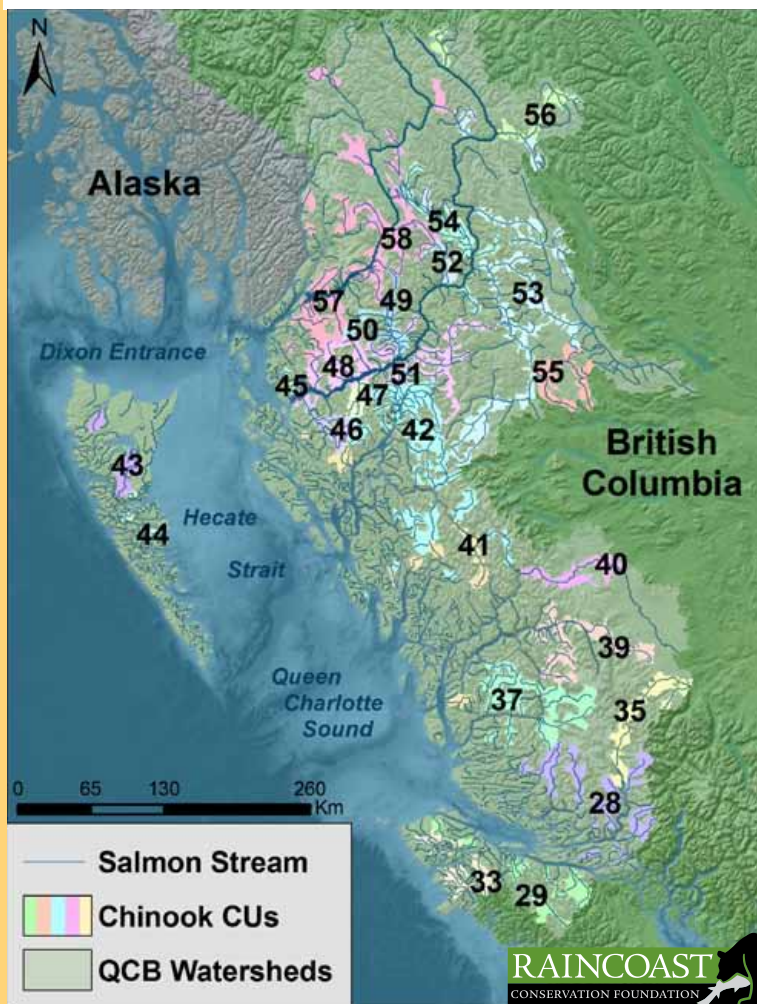 N
56
Alaska
54
58
52
57
49
53
50
Dixon Entrance
48
51
55
45
47
46
42
British
Columbia
43
Hecate
44
41
Strait
40
39
Queen
Charlotte
Sound
37
35
0 65 130 260
Km
28
33
29
Salmon Stream
Chinook CUs
QCB Watersheds
RAINCOAST
CONSERVATION FOUNDATION